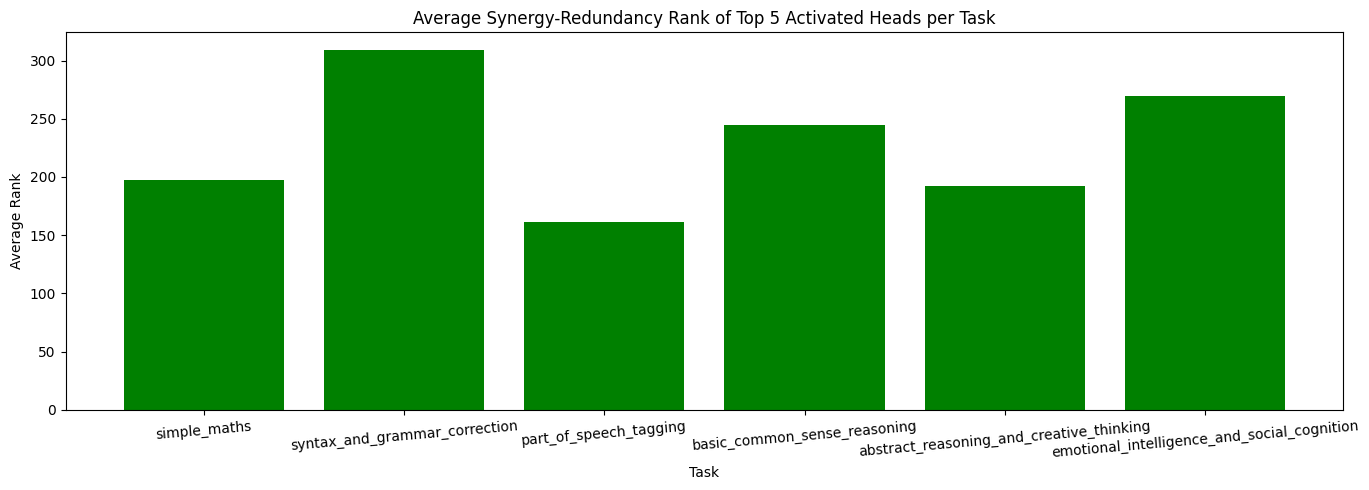 Average Synergy-Redundancy Rank of Top 5 Activated Heads per Task
Average Rank
300
250
200
150
100
50
0
simple_maths
syntax_and_grammar_correction
part_of_speech_tagging
basic_common_sense_reasoning
abstract_reasoning_and_creative_thinking
emotional_intelligence_and_social_cognition
Task